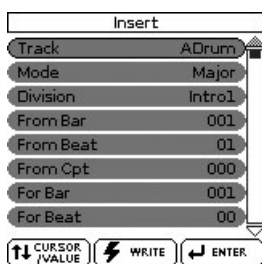 Insert
Track ADrum
Mode Major
Division Intro1
From Bar 001
From Beat 01
From Cpt 000
For Bar 001
For Beat 00
CURSOR /VALUE WRITE ENTER